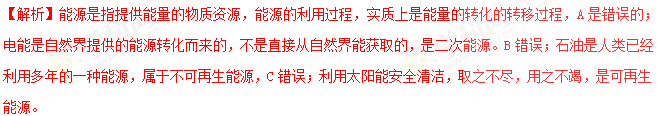 【解析】能源是指提供能量的物质资源，能源的利用过程，实质上是能量的转化的转移过程，A 是错误的；
电能是自然界提供的能源转化而来的，不是直接从自然界能获取的，是二次能源。B 错误；石油是人类已经
利用多年的一种能源，属于不可再生能源，C 错误；利用太阳能安全清洁，取之不尽，用之不竭，是可再生
能源。